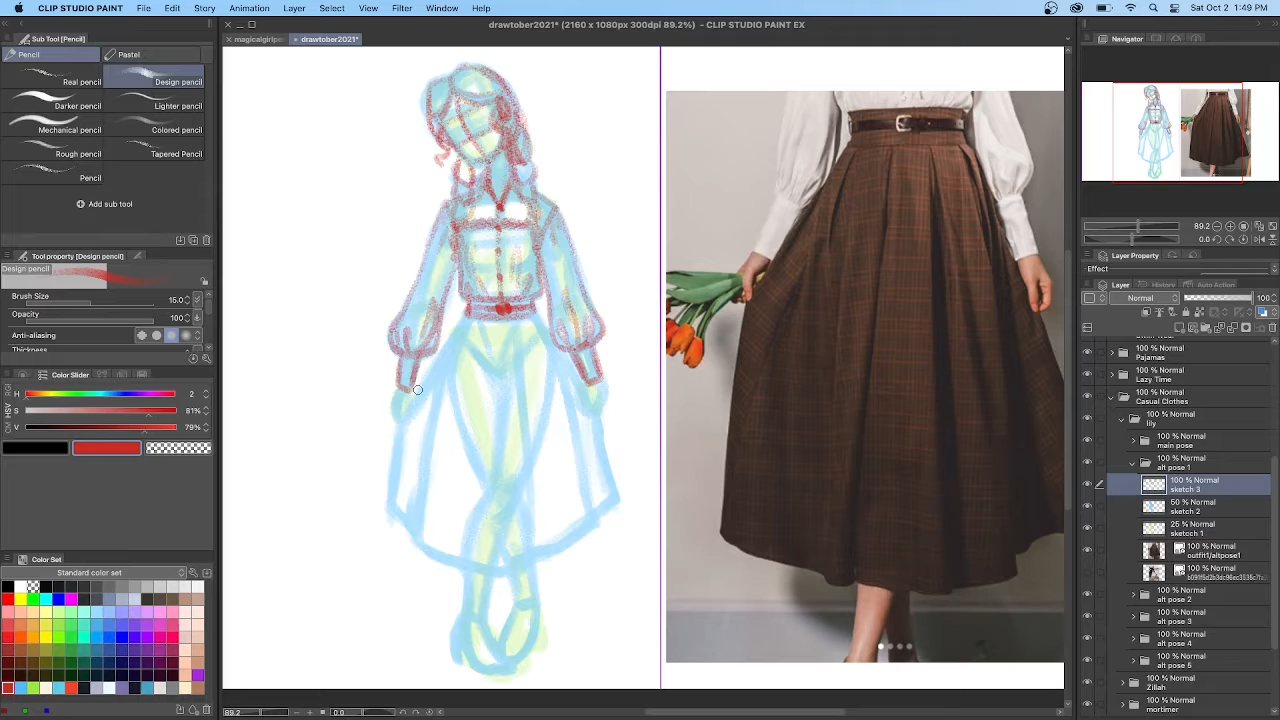 CLIP STUDIO PAINT File Edit Animation Layer Selection View Filter Window Help Sat Oct 2 1:49 PM
drawtober2021* (2160 x 1080px 300dpi 89.2%) - CLIP STUDIO PAINT EX
Sub Tool [Pencil]
magicalgirlpe drawtober2021*
Navigator
Pencil Pastel
Real pencil Design pencil
Darker pencil Lighter pencil
Mechanical pencil Colored pencil
Rough pencil Tapered Pencil
Pencil
Add sub tool
89.2
0.0
Tool property [Design pencil]
Layer Property
Design pencil
Effect
Brush Size 15.0
Layer History Auto Action
Opacity 100
Normal 100
Anti-aliasing
Thickness
Pajamas
100 % Normal
Lazy Time
Color Slider
100 % Normal
Casual Clothes
H 2
100 % Normal
lily
S 81
100 % Normal
main pose
V 79
100 % Normal
alt pose 1
100 % Normal
sketch 3
50 % Normal
sketch 2
25 % Normal
sketch 1
100 % Normal
outfit1/altpose1
100 % Normal
Color Set
Standard color set
100 % Normal
alt pose 2
100 % Normal
alt pose 3
100 % Normal
alt pose 4
100 % Normal
alt pose 5
100 % Normal
Zillah
100 % Normal
mortimer
89.2 0.0